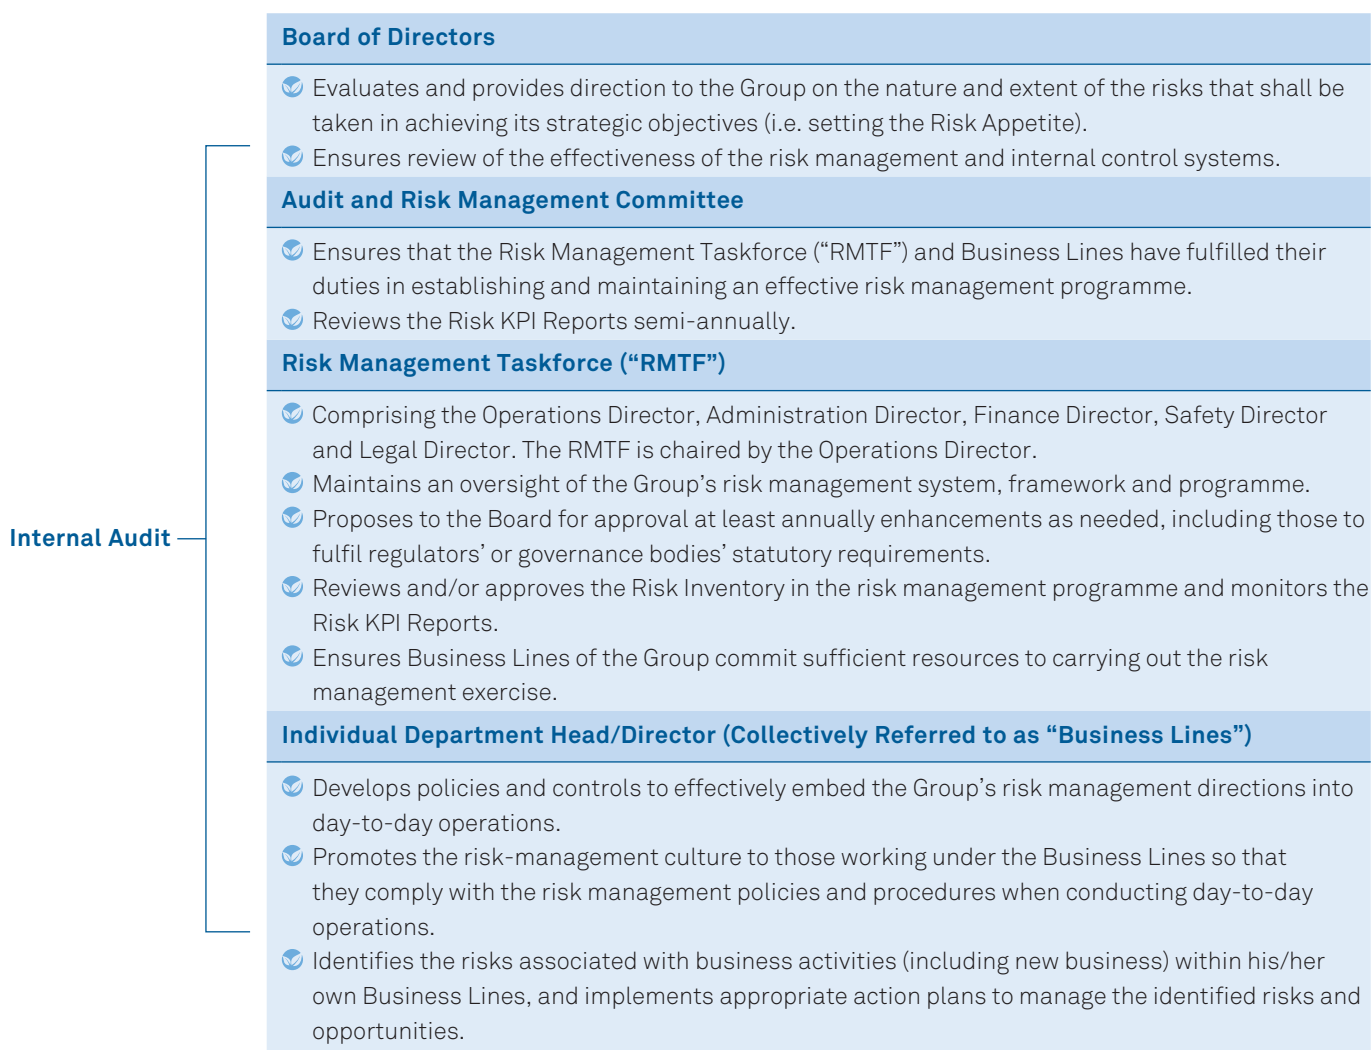 Board of Directors
Evaluates and provides direction to the Group on the nature and extent of the risks that shall be
taken in achieving its strategic objectives (i.e. setting the Risk Appetite).
Ensures review of the effectiveness of the risk management and internal control systems.
Audit and Risk Management Committee
Ensures that the Risk Management Taskforce (“RMTF”) and Business Lines have fulfilled their
duties in establishing and maintaining an effective risk management programme.
Reviews the Risk KPI Reports semi-annually.
Risk Management Taskforce (“RMTF”)
Comprising the Operations Director, Administration Director, Finance Director, Safety Director
and Legal Director. The RMTF is chaired by the Operations Director.
Maintains an oversight of the Group’s risk management system, framework and programme.
Internal Audit
Proposes to the Board for approval at least annually enhancements as needed, including those to
fulfil regulators’ or governance bodies’ statutory requirements.
Reviews and/or approves the Risk Inventory in the risk management programme and monitors the
Risk KPI Reports.
Ensures Business Lines of the Group commit sufficient resources to carrying out the risk
management exercise.
Individual Department Head/Director (Collectively Referred to as “Business Lines”)
Develops policies and controls to effectively embed the Group’s risk management directions into
day-to-day operations.
Promotes the risk-management culture to those working under the Business Lines so that
they comply with the risk management policies and procedures when conducting day-to-day
operations.
Identifies the risks associated with business activities (including new business) within his/her
own Business Lines, and implements appropriate action plans to manage the identified risks and
opportunities.